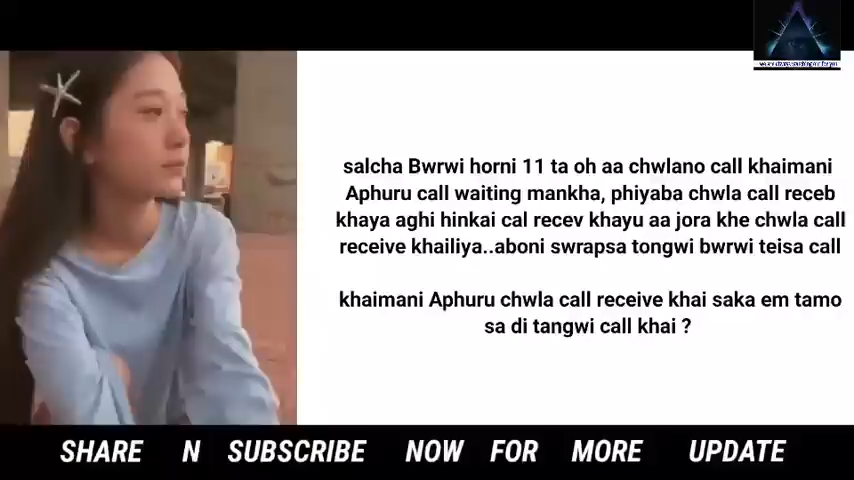 salcha Bwrwi horni 11 ta oh aa chwlano call khaimani
Aphuru call waiting mankha, phiyaba chwla call receb
khaya aghi hinkai cal recev khayu aa jora khe chwla call
receive khailiya..aboni swrapsa tongwi bwrwi teisa call
khaimani Aphuru chwla call receive khai saka em tamo
sa di tangwi call khai ?
SHARE N SUBSCRIBE NOW FOR MORE UPDATE